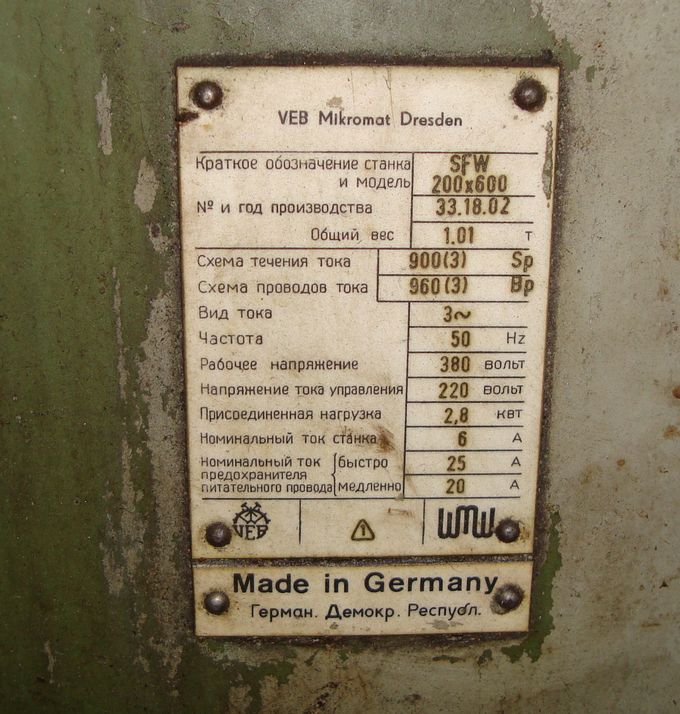 VEB Mikromat Dresden
Краткое обозначение станка SFW
и модель 200x600
№ и год производства 33.18.02
Общий вес 1.01 т
Схема течения тока 900(3) Sp
Схема проводов тока 960(3) Bp
Вид тока 3~
Частота 50 Hz
Рабочее напряжение 380 вольт
Напряжение тока управления 220 вольт
Присоединенная нагрузка 2,8 квт
Номинальный ток станка 6 А
Номинальный ток быстро 25 А
предохранителя
питательного провода медленно 20 А
VEB 1 WMW
Made in Germany
Герман. Демокр. Республ.